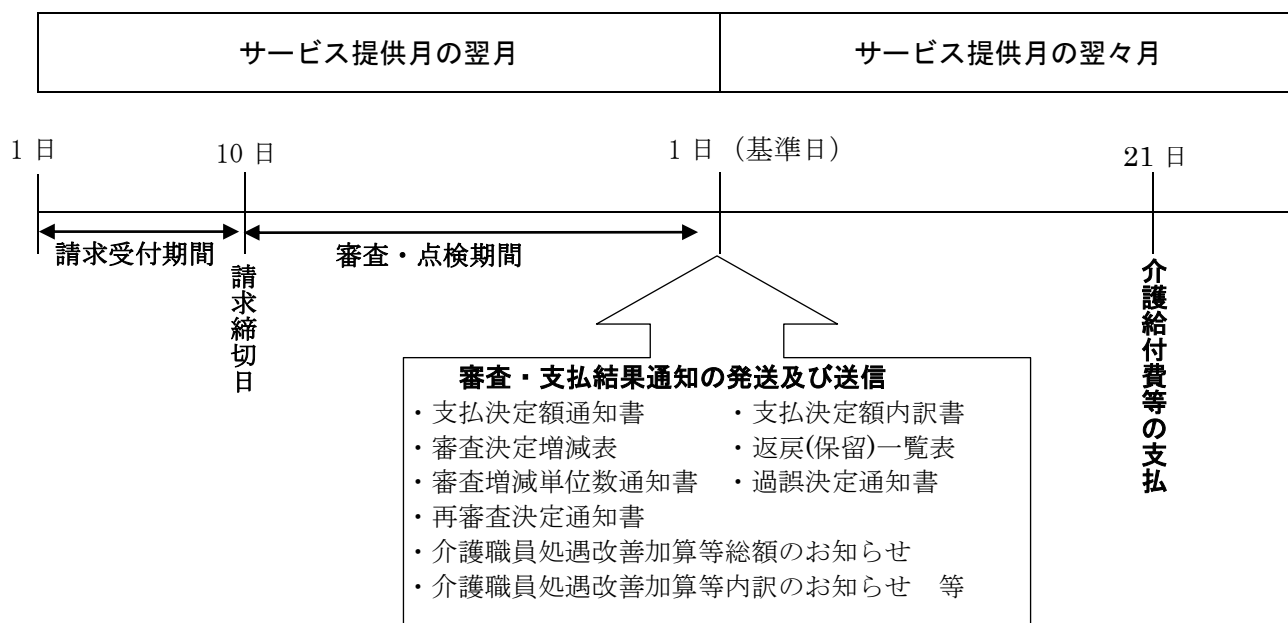 サービス提供月の翌月
サービス提供月の翌々月
1 日
10 日
1 日（基準日）
21 日
請求受付期間
審査・点検期間
請求締切日
介護給付費等の支払
審査・支払結果通知の発送及び送信
・支払決定額通知書
・支払決定額内訳書
・審査決定増減表
・返戻(保留)一覧表
・審査増減単位数通知書
・過誤決定通知書
・再審査決定通知書
・介護職員処遇改善加算等総額のお知らせ
・介護職員処遇改善加算等内訳のお知らせ　等